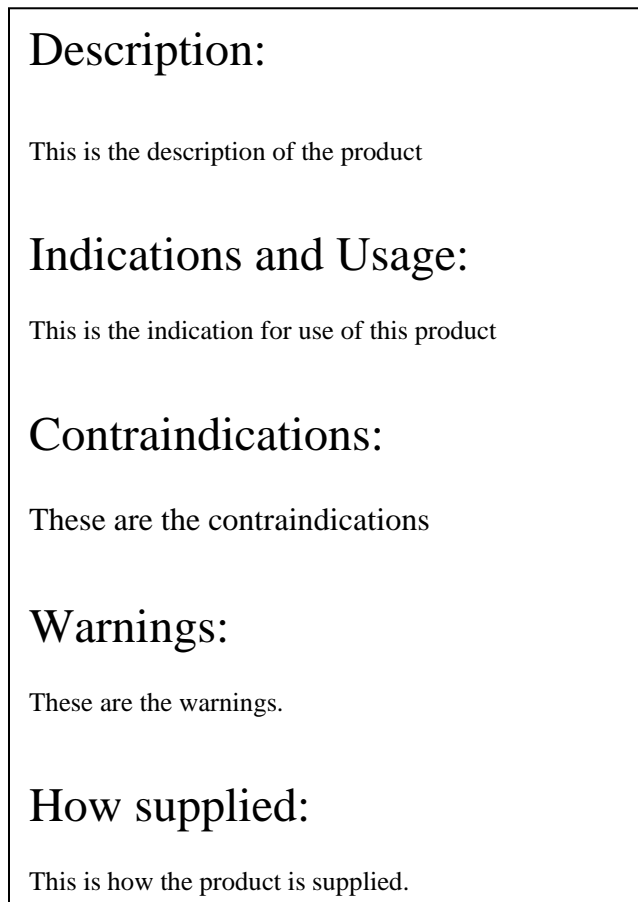 Description:
This is the description of the product
Indications and Usage:
This is the indication for use of this product
Contraindications:
These are the contraindications
Warnings:
These are the warnings.
How supplied:
This is how the product is supplied.